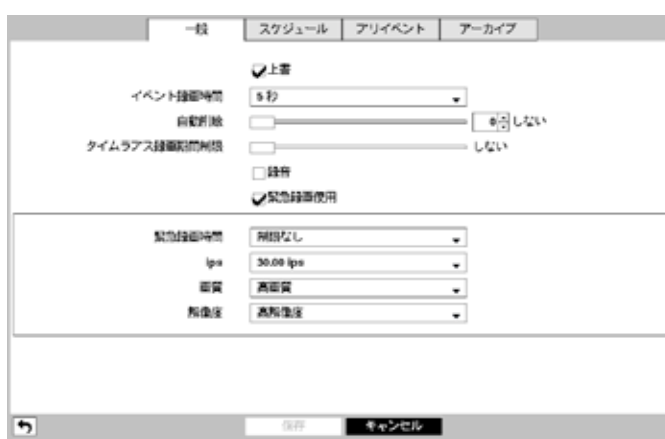 一般 スケジュール プリイベント アーカイブ
上書
イベント録画時間 5 秒
自動削除 0 しない
タイムラプス録画期間制限 しない
録音
緊急録画使用
緊急録画時間 制限なし
ips 30.00 ips
画質 高画質
解像度 高解像度
保存 キャンセル